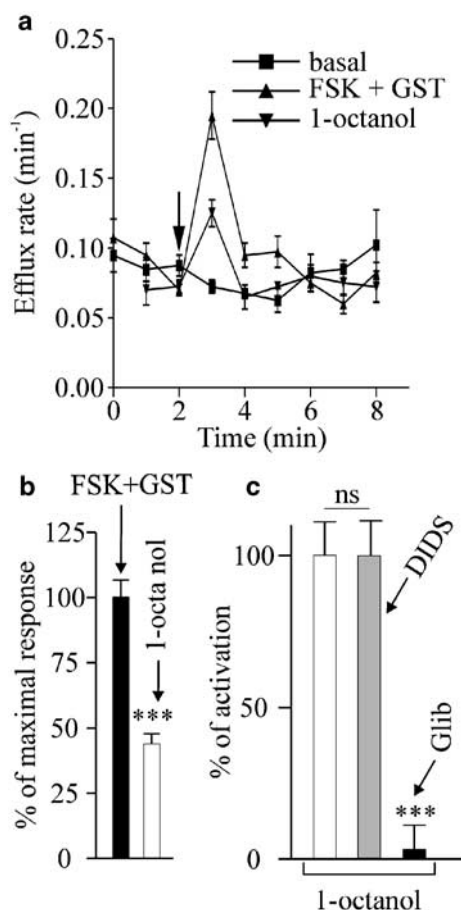 a
0.25
0.20
0.15
0.10
0.05
0.00
Efflux rate (min⁻¹)
basal
FSK + GST
1-octanol
0
2
4
6
8
Time (min)
b
FSK+GST
1-octa nol
125
100
75
50
25
0
% of maximal response
***
c
ns
100
50
0
% of activation
DIDS
Glib
***
1-octanol